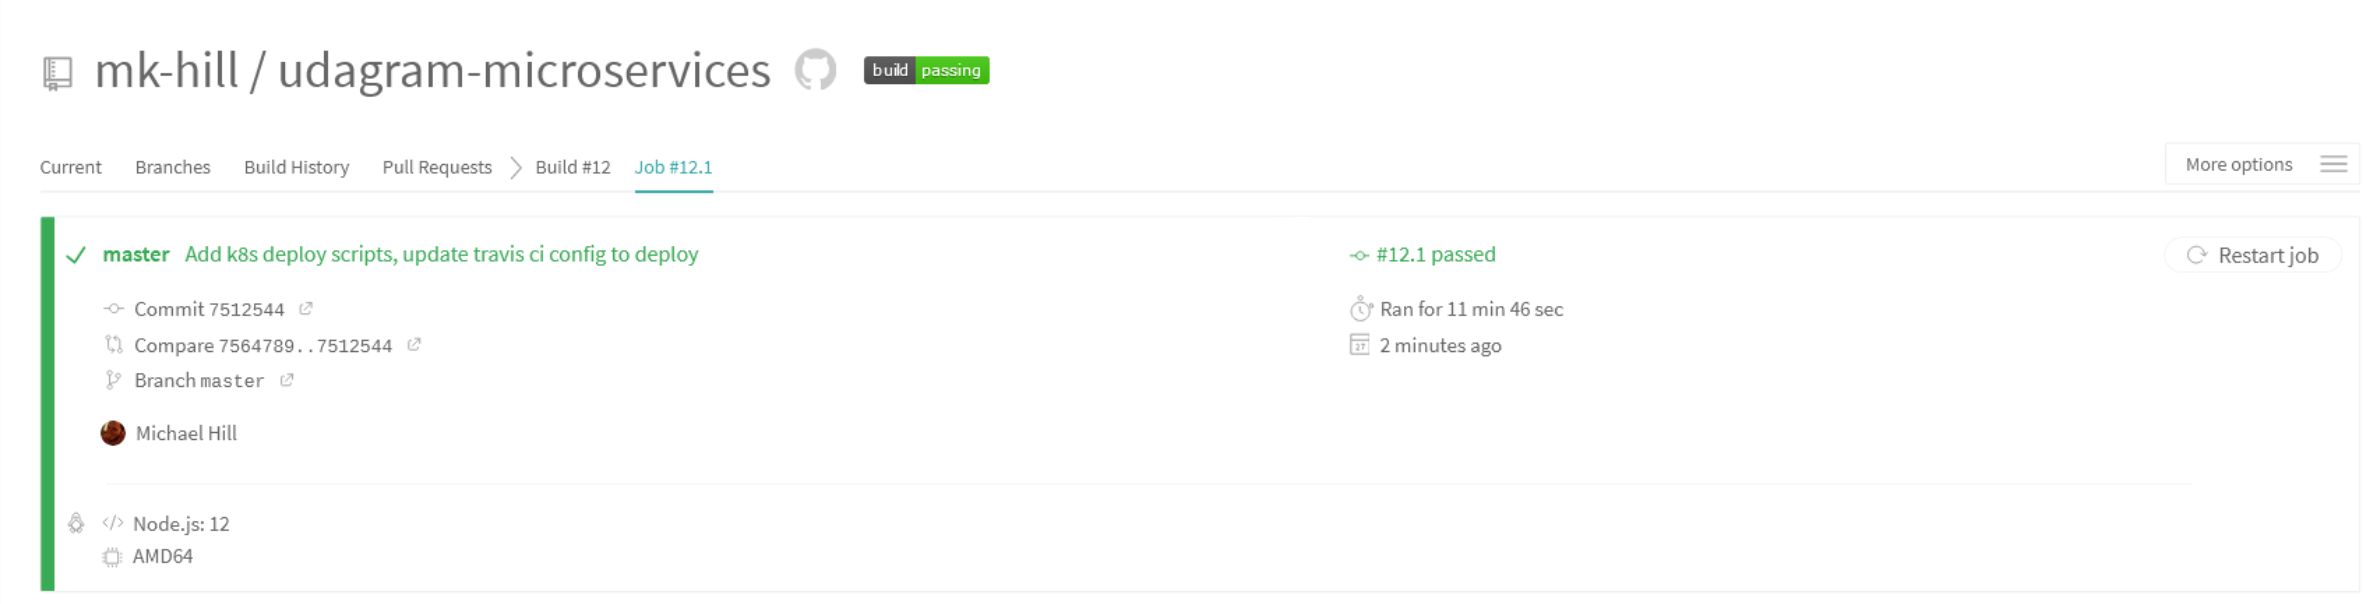 mk-hill / udagram-microservices build passing
Current Branches Build History Pull Requests Build #12 Job #12.1 More options
master Add k8s deploy scripts, update travis ci config to deploy
#12.1 passed
Restart job
Commit 7512544
Ran for 11 min 46 sec
Compare 7564789..7512544
27 2 minutes ago
Branch master
Michael Hill
</> Node.js: 12
AMD64